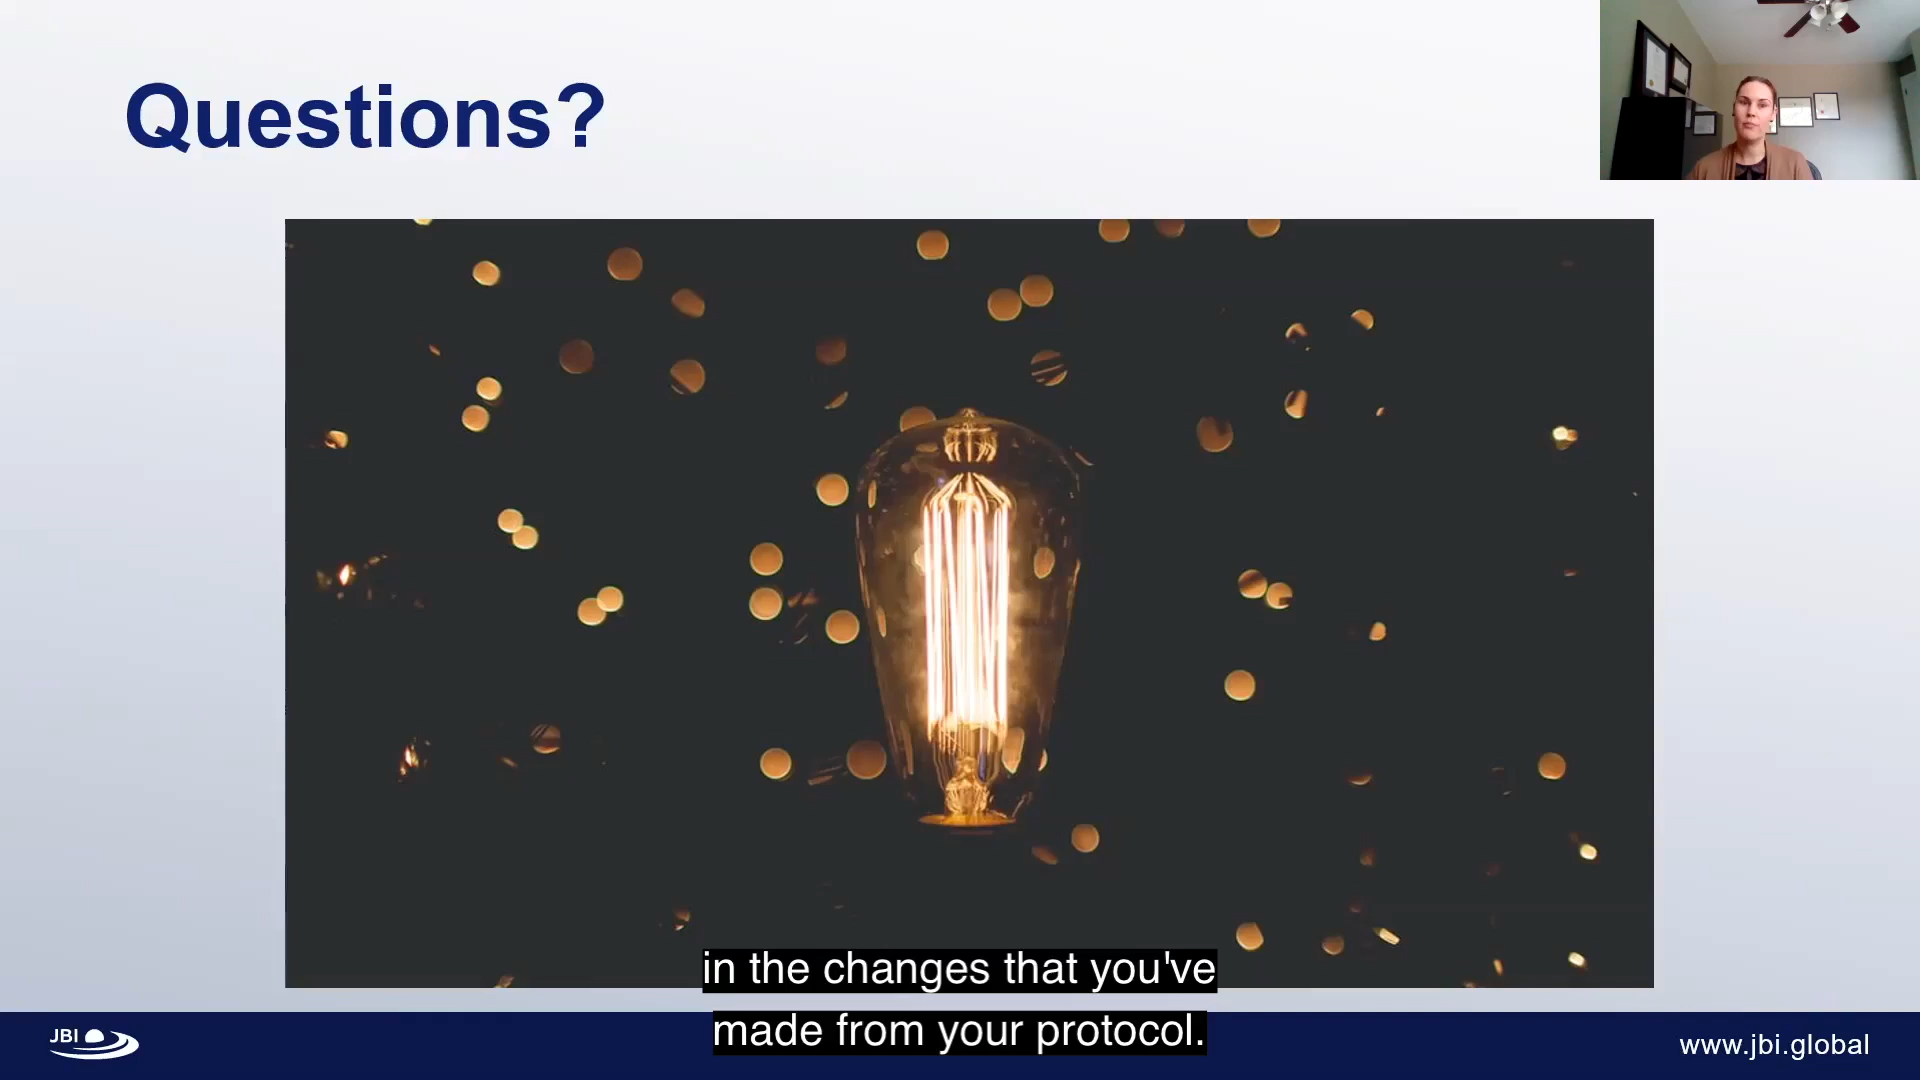 Questions?
in the changes that you've
made from your protocol.
JBI
www.jbi.global